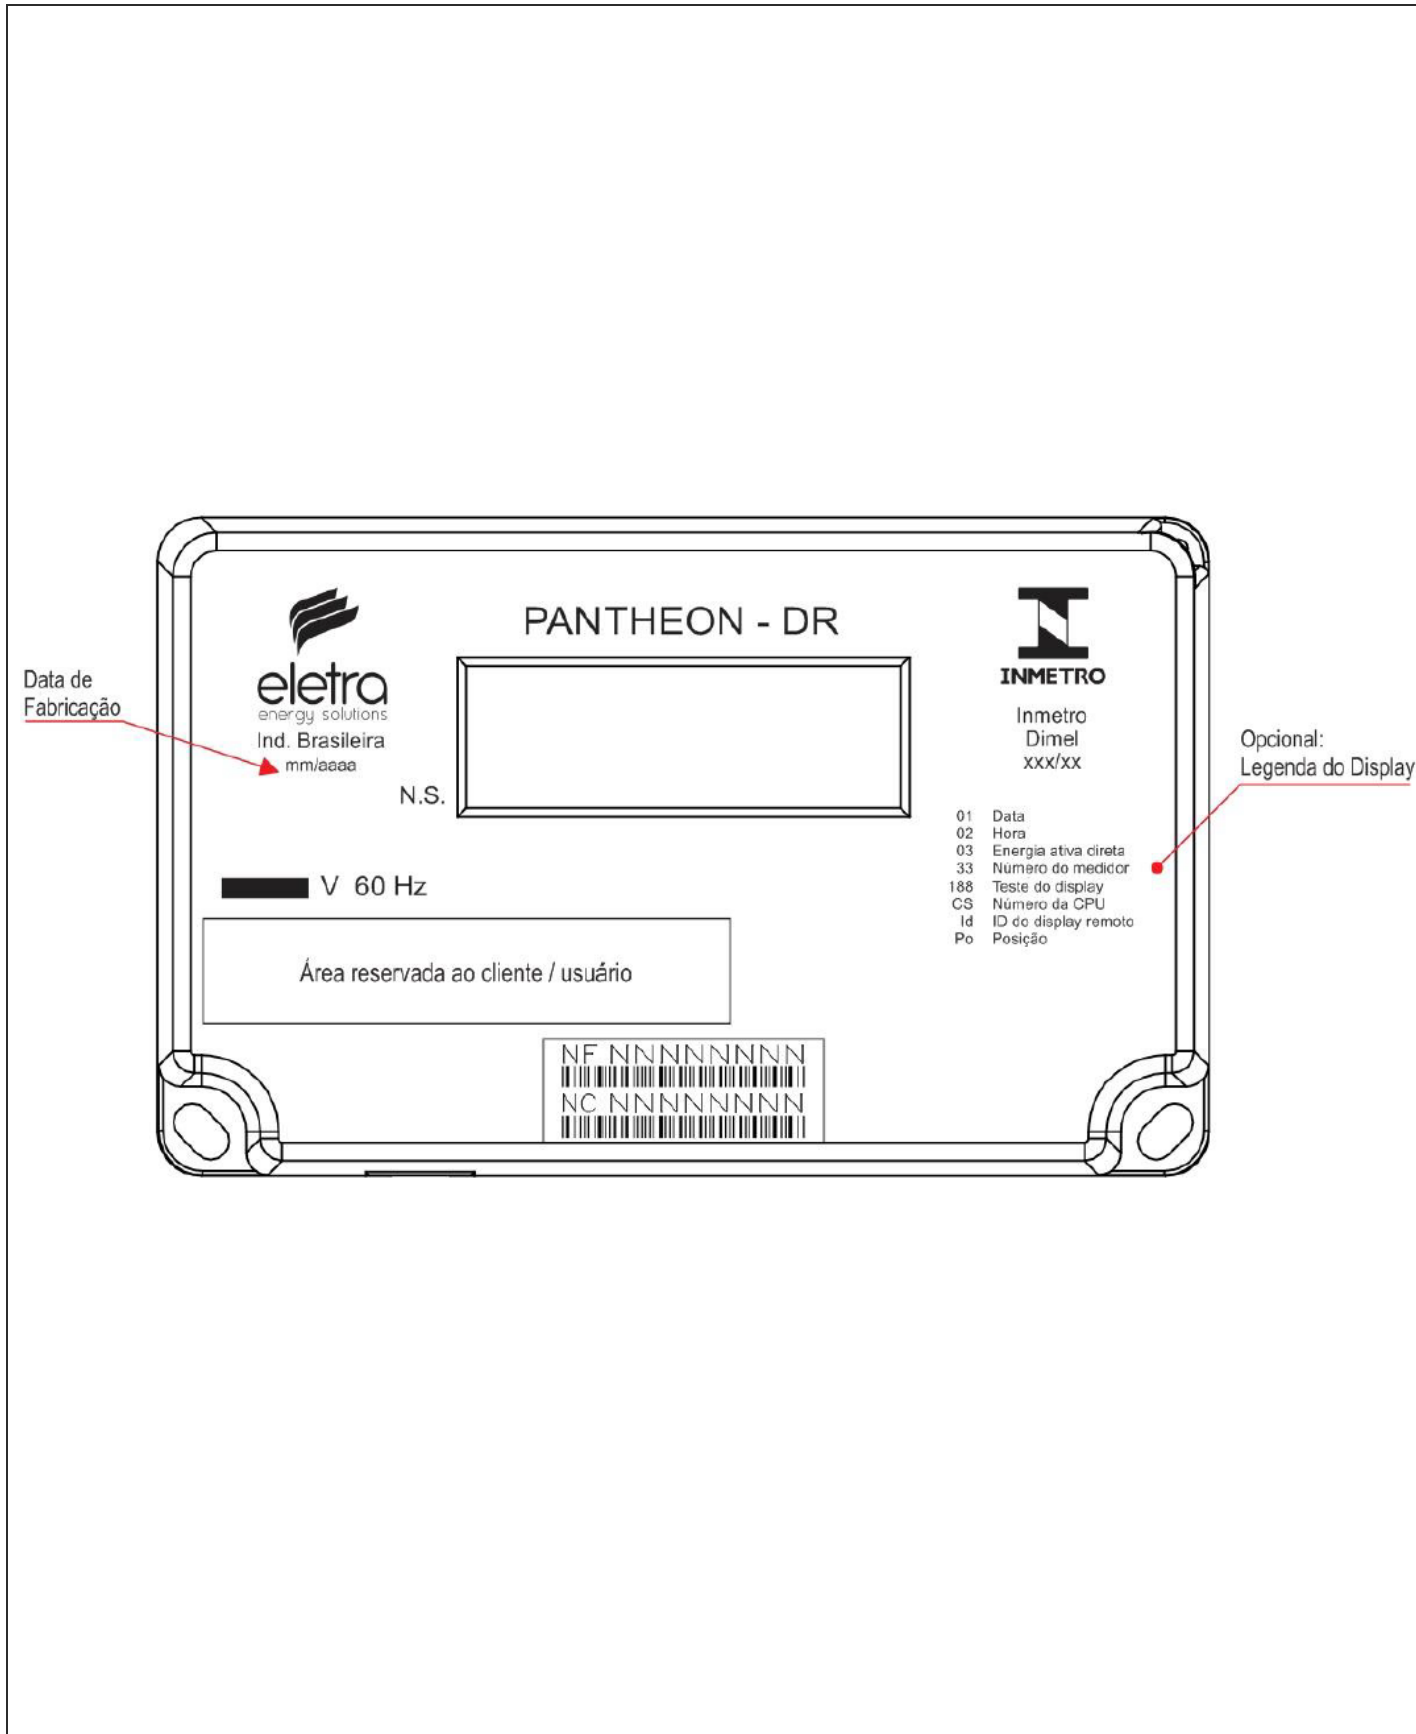 PANTHEON - DR
eletra
energy solutions
Ind. Brasileira
mm/aaaa
Data de
Fabricação
N.S.
INMETRO
Inmetro
Dimel
xxx/xx
Opcional:
Legenda do Display
01 Data
02 Hora
03 Energia ativa direta
33 Número do medidor
188 Teste do display
CS Número da CPU
Id ID do display remoto
Po Posição
V 60 Hz
Área reservada ao cliente / usuário
NF NNNNNNNN
NC NNNNNNNN